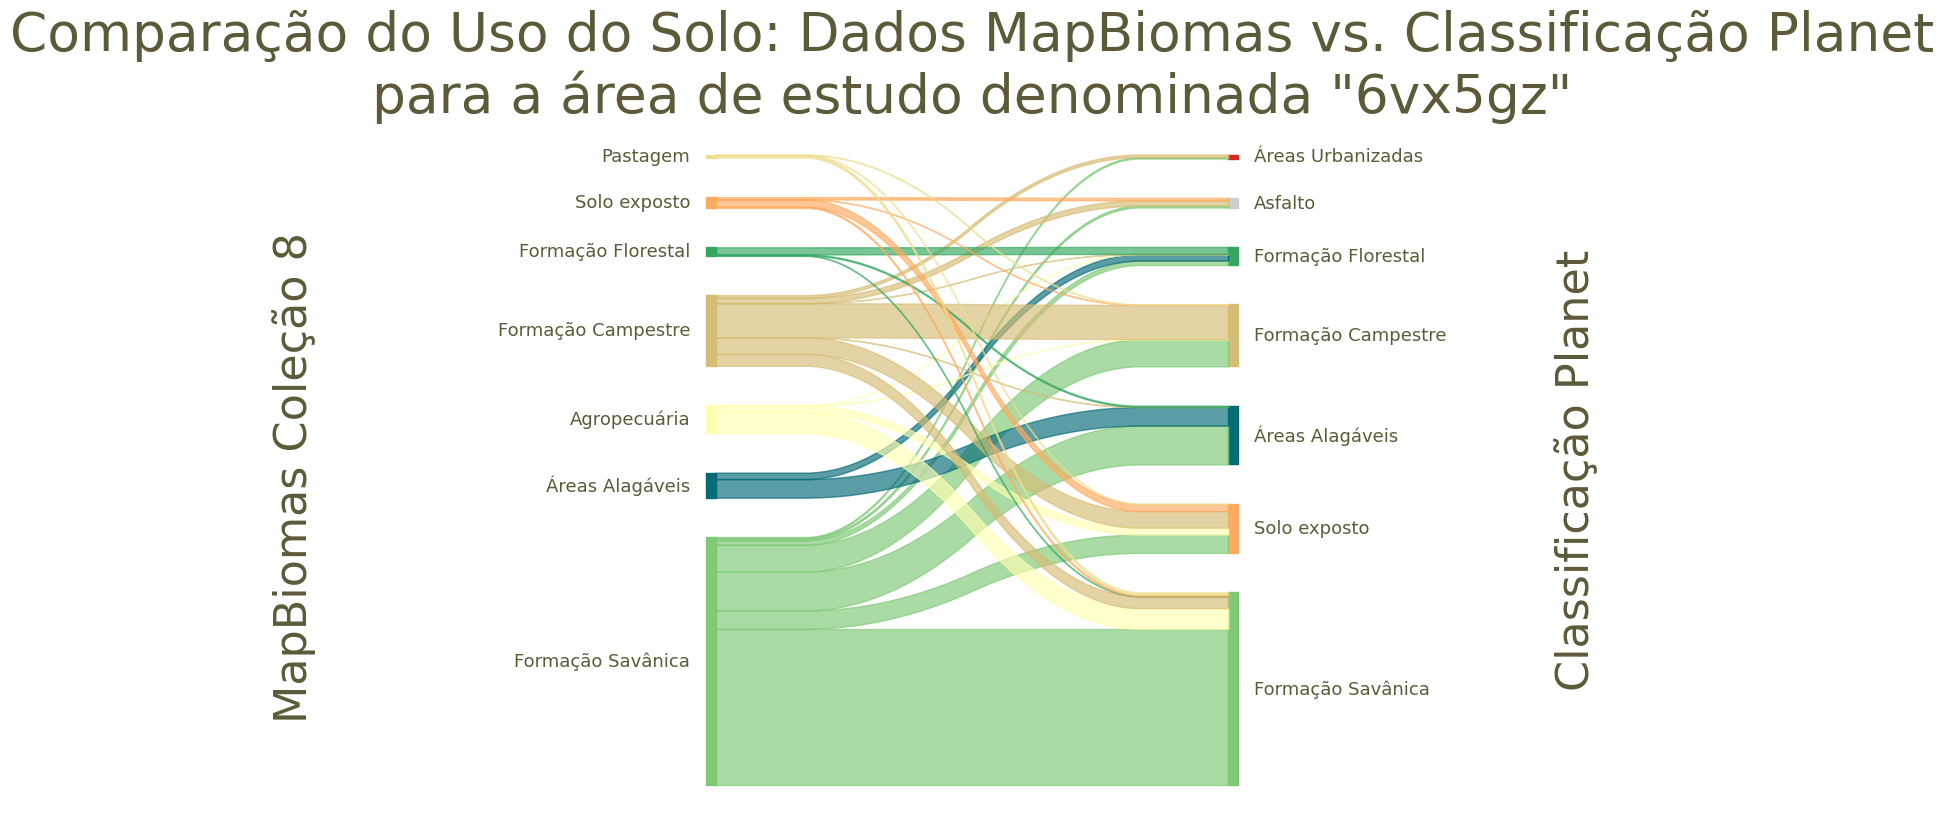 Comparação do Uso do Solo: Dados MapBiomas vs. Classificação Planet
para a área de estudo denominada "6vx5gz"
MapBiomas Coleção 8
Pastagem
Solo exposto
Formação Florestal
Formação Campestre
Agropecuária
Áreas Alagáveis
Formação Savânica
Áreas Urbanizadas
Asfalto
Formação Florestal
Formação Campestre
Áreas Alagáveis
Solo exposto
Formação Savânica
Classificação Planet